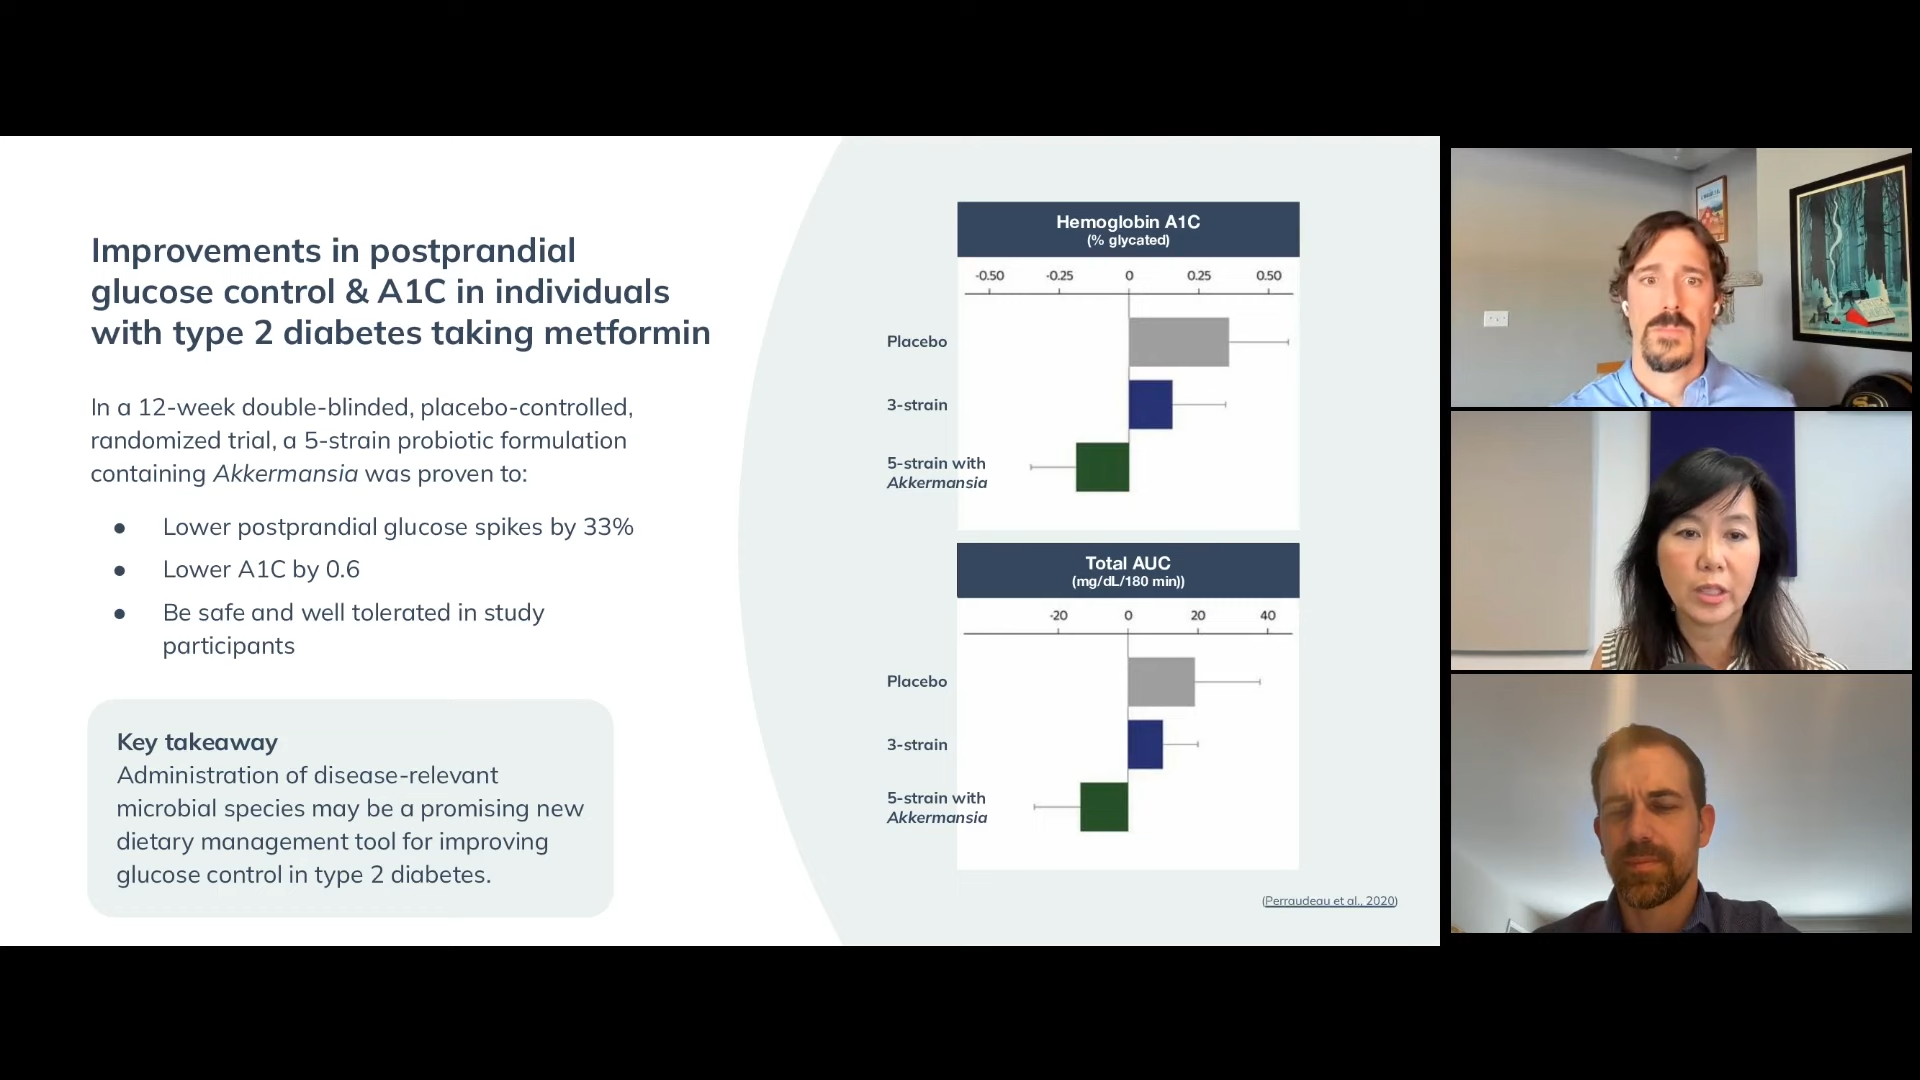 Improvements in postprandial
glucose control & A1C in individuals
with type 2 diabetes taking metformin
In a 12-week double-blinded, placebo-controlled,
randomized trial, a 5-strain probiotic formulation
containing Akkermansia was proven to:
● Lower postprandial glucose spikes by 33%
● Lower A1C by 0.6
● Be safe and well tolerated in study
participants
Key takeaway
Administration of disease-relevant
microbial species may be a promising new
dietary management tool for improving
glucose control in type 2 diabetes.
Hemoglobin A1C
(% glycated)
-0.50 -0.25 0 0.25 0.50
Placebo
3-strain
5-strain with
Akkermansia
Total AUC
(mg/dL/180 min))
-20 0 20 40
Placebo
3-strain
5-strain with
Akkermansia
(Perraudeau et al., 2020)